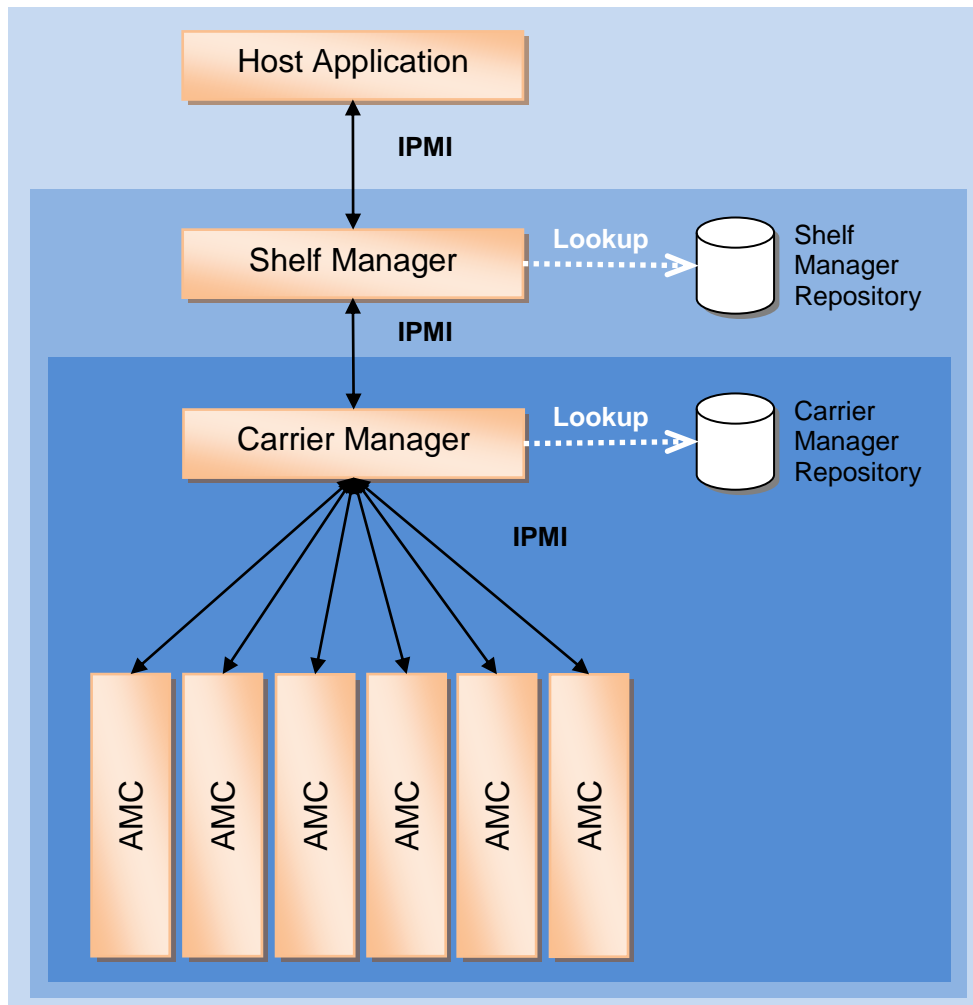 Host Application
IPMI
Shelf Manager
Lookup
Shelf
Manager
Repository
IPMI
Carrier Manager
Lookup
Carrier
Manager
Repository
IPMI
AMC
AMC
AMC
AMC
AMC
AMC